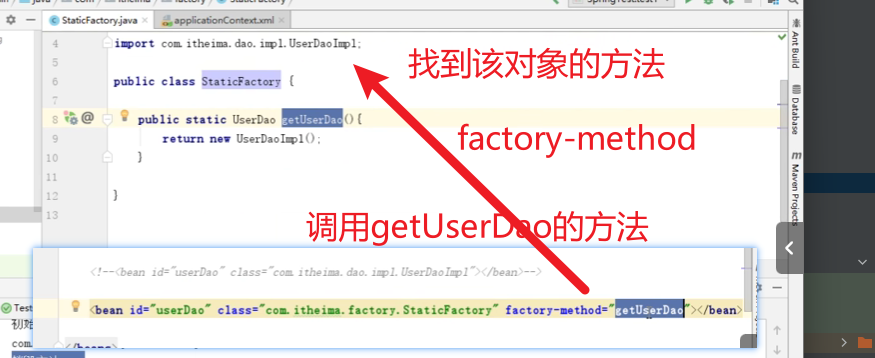 StaticFactory.java
applicationContext.xml
Ant Build
Database
Maven Projects
4
import com.itheima.dao.impl.UserDaoImpl;
5
6
public class StaticFactory {
7
8
public static UserDao getUserDao(){
9
return new UserDaoImpl();
10
}
11
12
}
13
找到该对象的方法
factory-method
调用getUserDao的方法
<!--<bean id="userDao" class="com.itheima.dao.impl.UserDaoImpl"></bean>-->
<bean id="userDao" class="com.itheima.factory.StaticFactory" factory-method="getUserDao"></bean>
</beans>
Test
初始
com